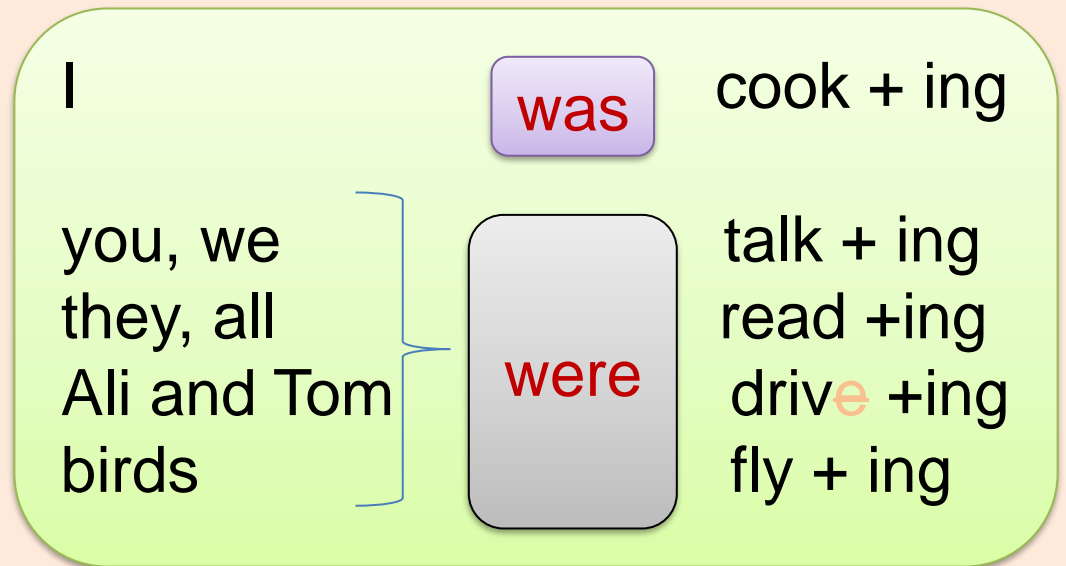 I was cook + ing
you, we talk + ing
they, all read +ing
were
Ali and Tom drive +ing
birds fly + ing